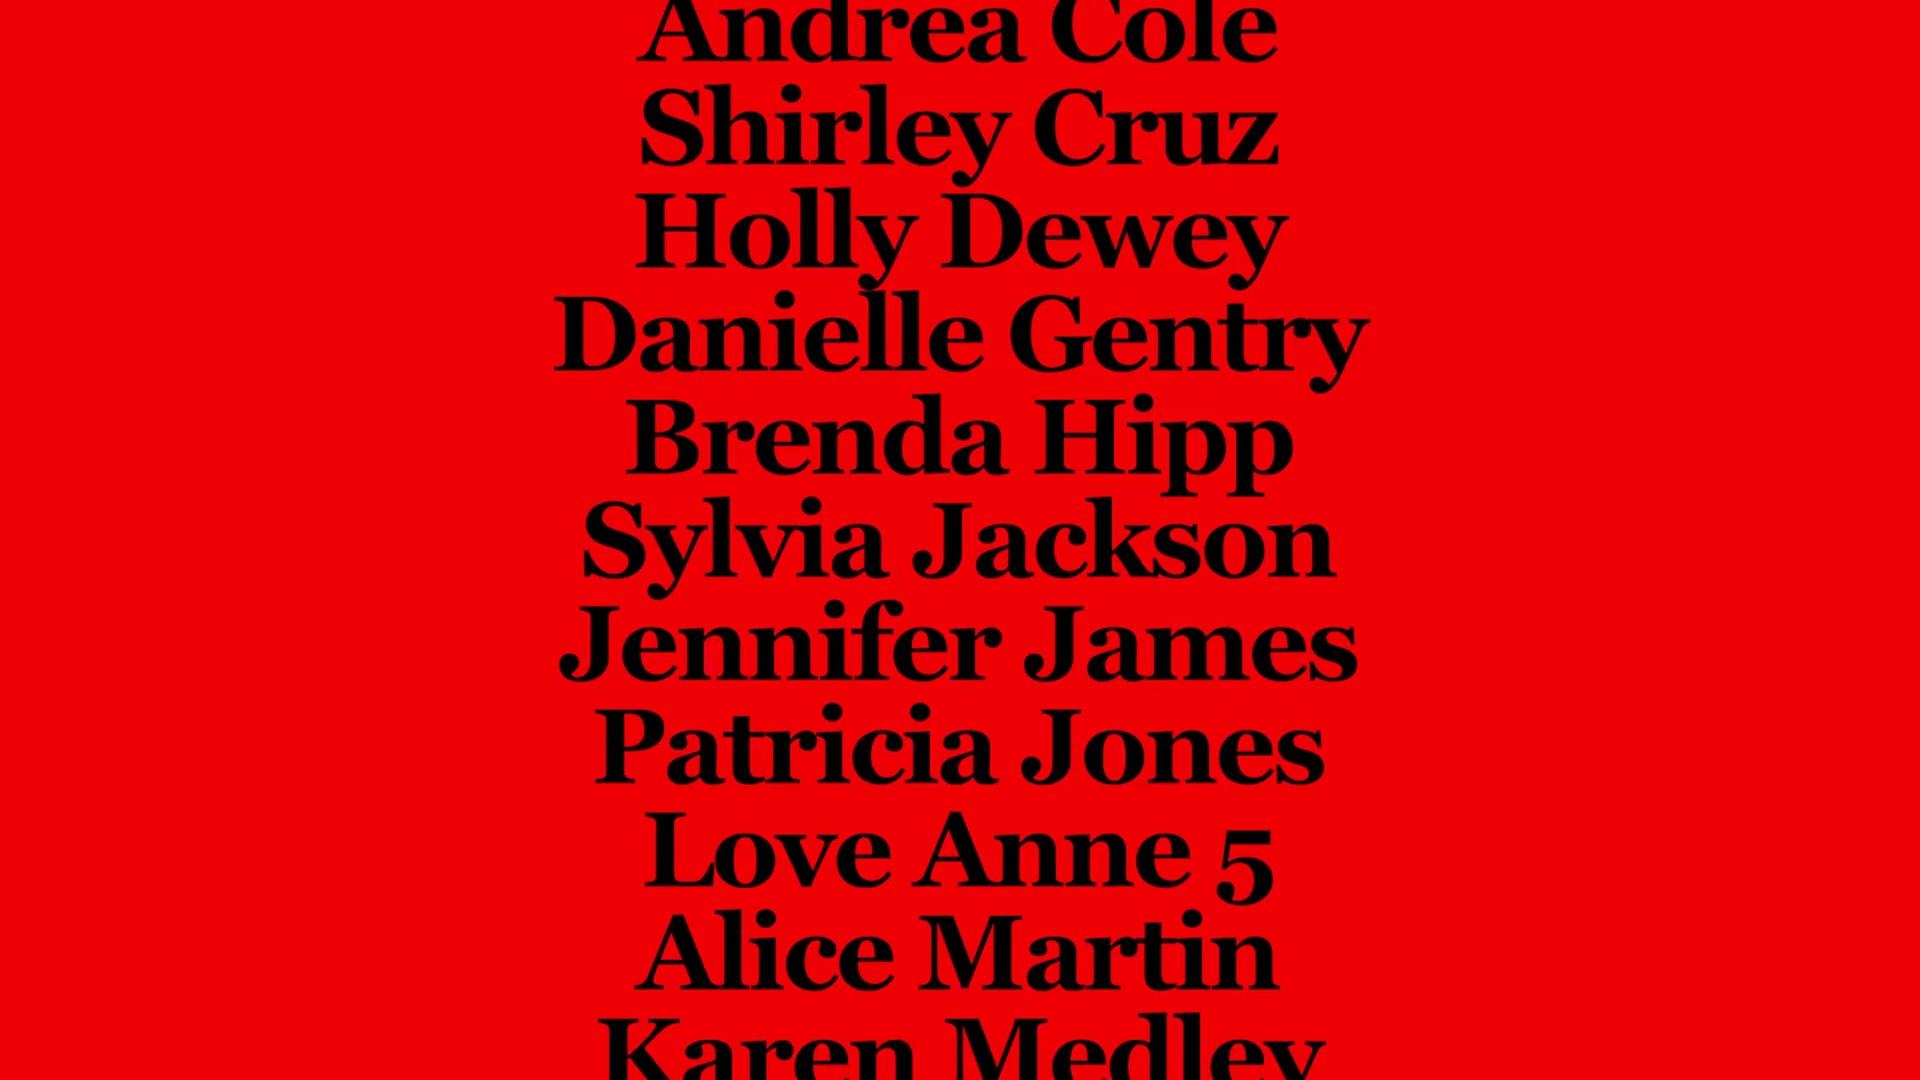 Andrea Cole
Shirley Cruz
Holly Dewey
Danielle Gentry
Brenda Hipp
Sylvia Jackson
Jennifer James
Patricia Jones
Love Anne 5
Alice Martin
Karen Medley